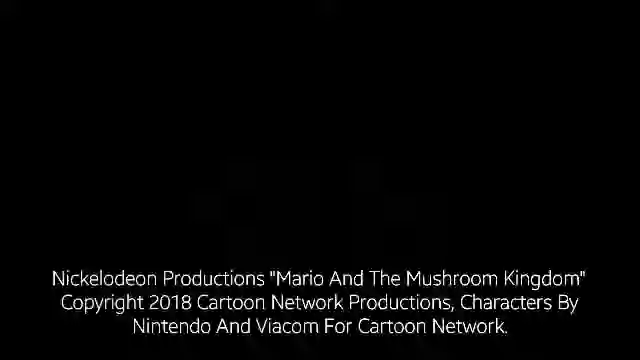 Nickelodeon Productions "Mario And The Mushroom Kingdom"
Copyright 2018 Cartoon Network Productions, Characters By
Nintendo And Viacom For Cartoon Network.